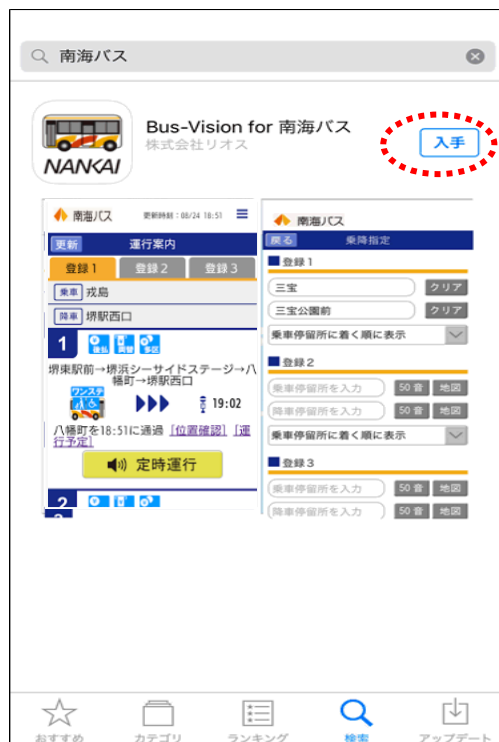 南海バス
Bus-Vision for 南海バス
株式会社リオス
入手
NANKAI
南海バス
更新時刻：08/24 18:51
更新
運行案内
登録1
登録2
登録3
乗車 戎島
降車 堺駅西口
1 後払 両替 多区
堺東駅前→堺浜シーサイドステージ→八
幡町→堺駅西口
ワンステ
19:02
八幡町を18:51に通過 [位置確認] [運
行予定]
定時運行
2
3
南海バス
戻る
乗降指定
登録1
三宝
クリア
三宝公園前
クリア
乗車停留所に着く順に表示
登録2
乗車停留所を入力
50音
地図
降車停留所を入力
50音
地図
乗車停留所に着く順に表示
登録3
乗車停留所を入力
50音
地図
降車停留所を入力
50音
地図
おすすめ
カテゴリ
ランキング
検索
アップデート